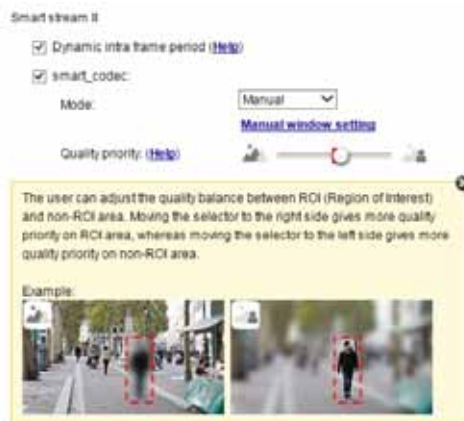 Smart stream II
Dynamic intra frame period (Help)
smart_codec:
Mode: Manual
Manual window setting
Quality priority: (Help)
The user can adjust the quality balance between ROI (Region of Interest)
and non-ROI area. Moving the selector to the right side gives more quality
priority on ROI area, whereas moving the selector to the left side gives more
quality priority on non-ROI area.
Example: